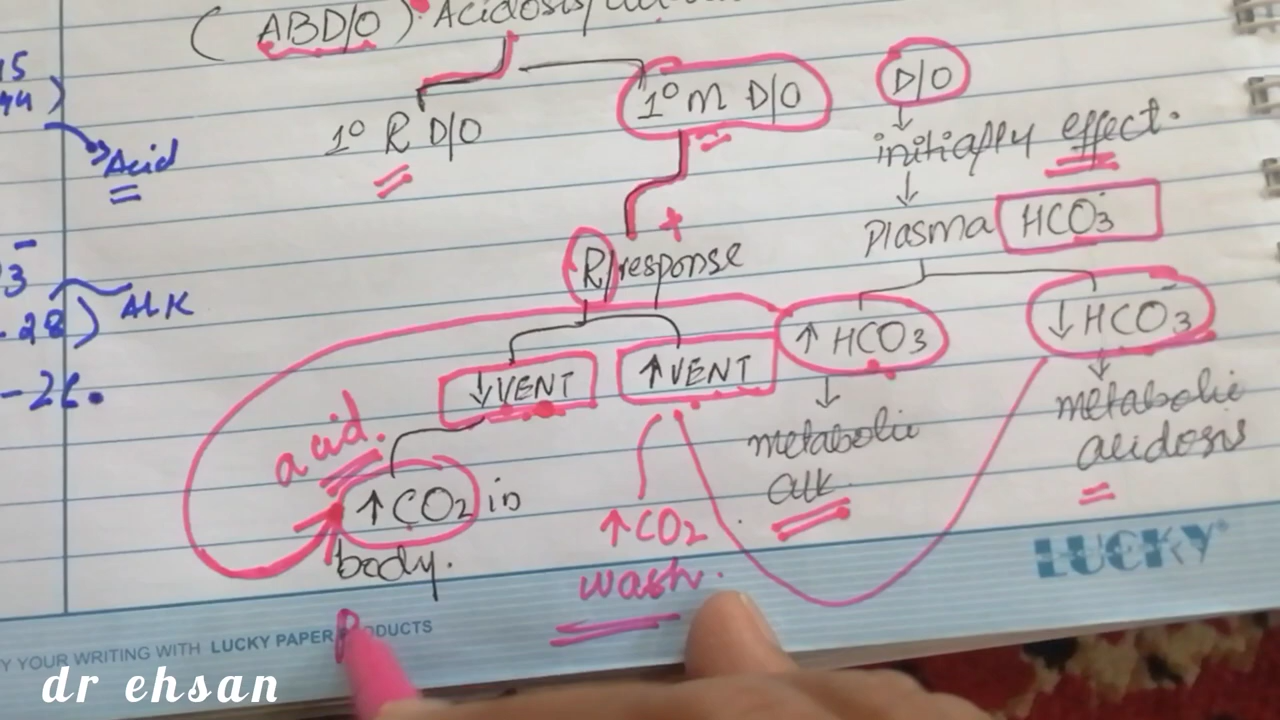 (ABD/O) Acidosis/
1° R D/O
1° M D/O
D/O
initially effect.
Plasma HCO3-
R/response
+
↓VENT
↑VENT
↑ HCO3
↓ HCO3-
metabolic
alk.
metabolic
acidosis
acid.
↑CO2 in
body.
↑CO2
wash.
15
44)
Acid
3
.28) ALK
-26.
LUCKY
Y YOUR WRITING WITH LUCKY PAPER PRODUCTS
dr ehsan